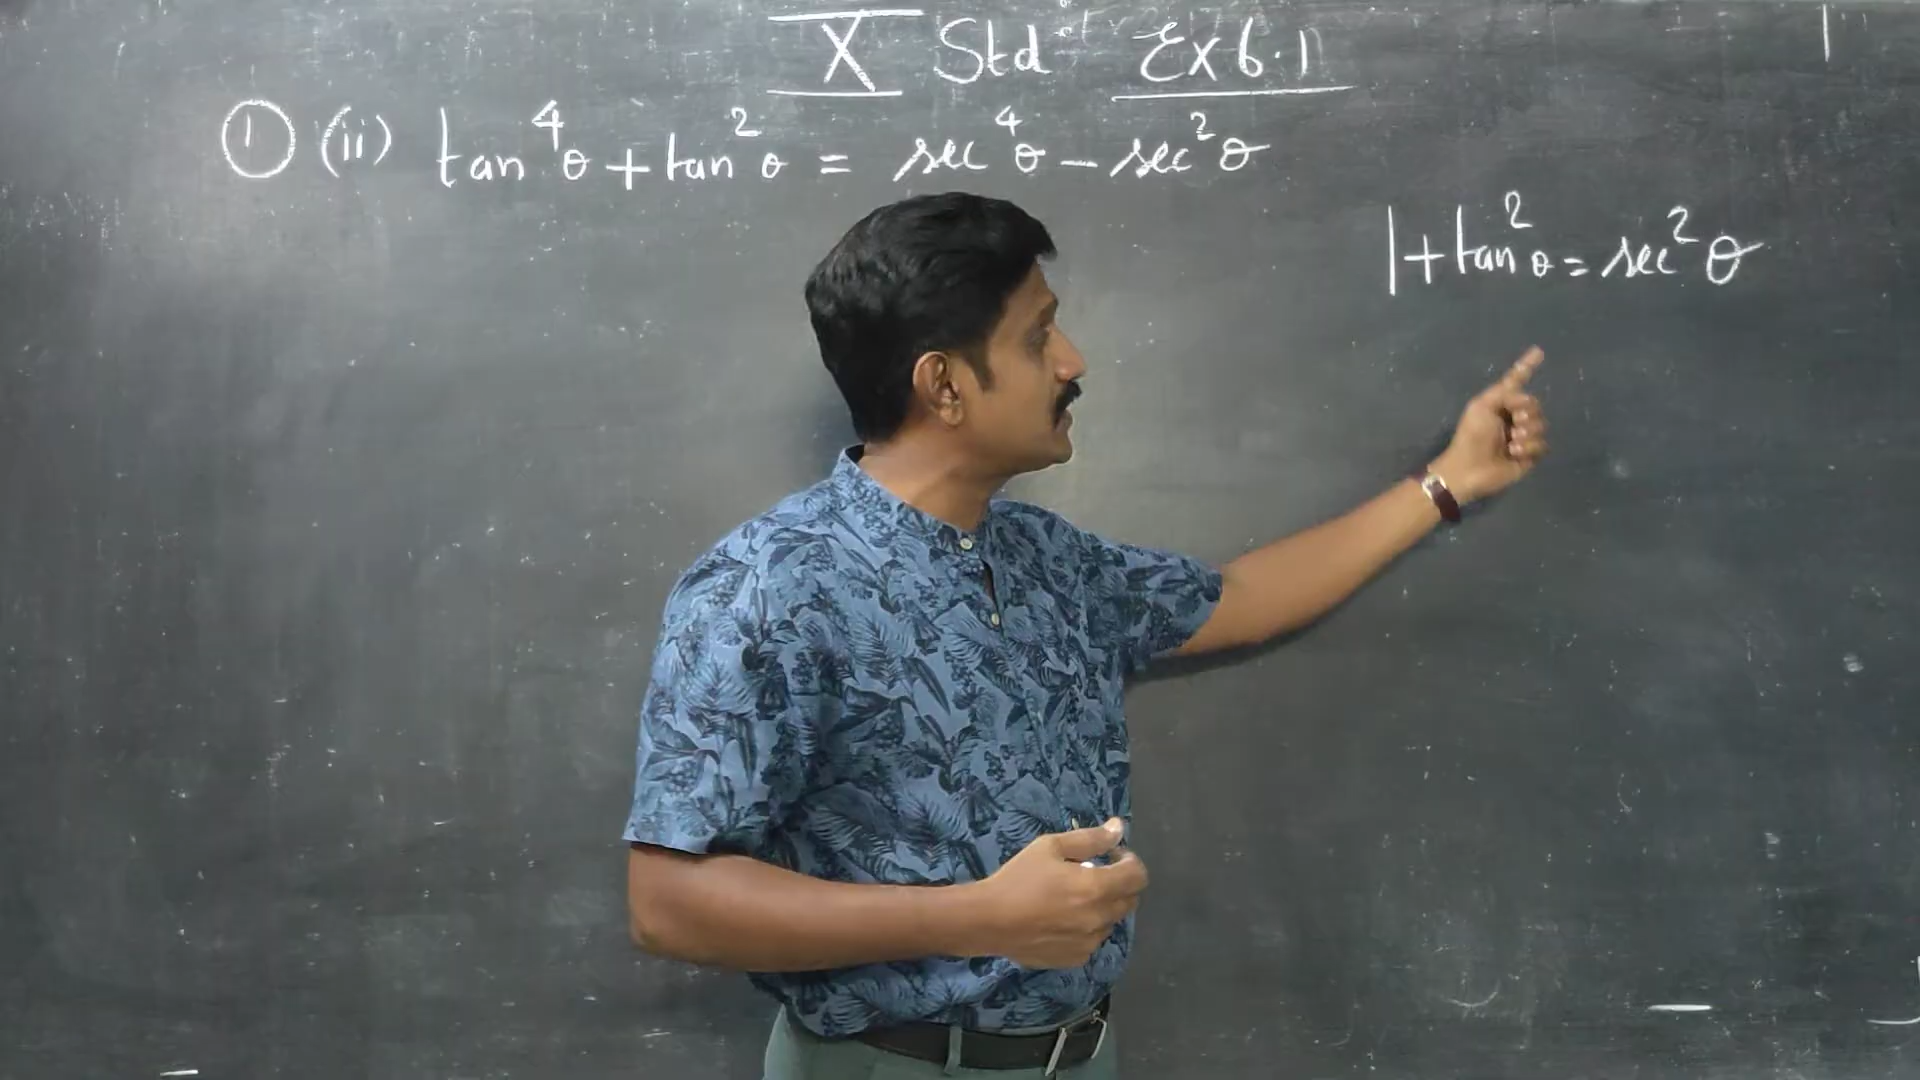 X Std Ex 6.1
① (ii) tan⁴θ + tan²θ = sec⁴θ – sec²θ
1 + tan²θ = sec²θ